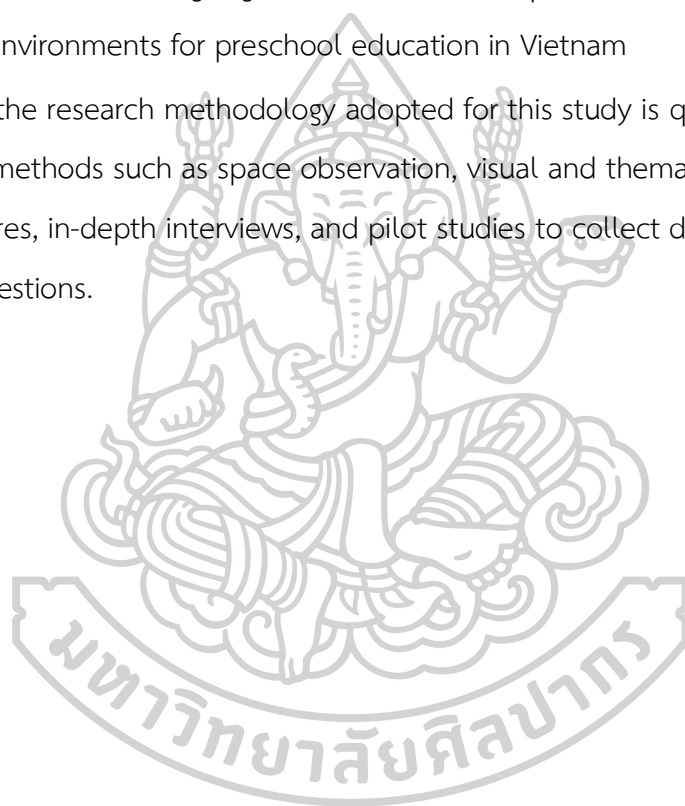 nvironments for preschool education in Vietnam
the research methodology adopted for this study is q
methods such as space observation, visual and thema
res, in-depth interviews, and pilot studies to collect d
estions.
มหาวิทยาลัยศิลปากร